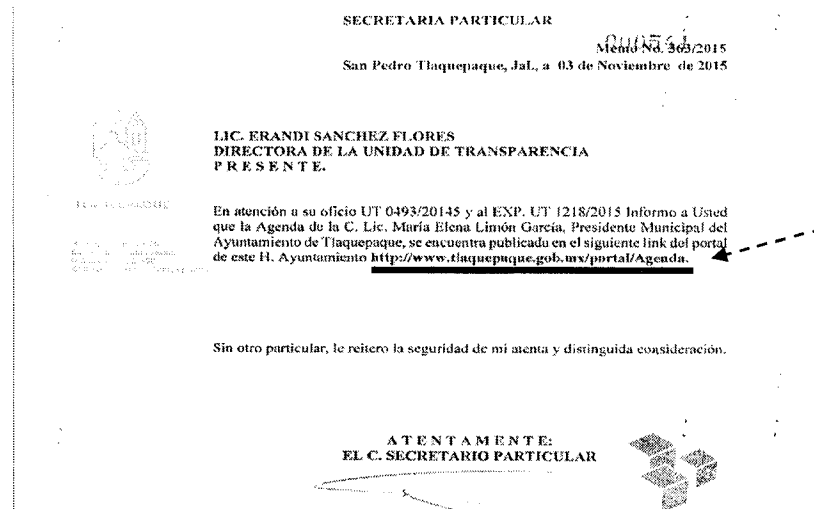 SECRETARIA PARTICULAR
Memo No. 363/2015
San Pedro Tlaquepaque, Jal., a 03 de Noviembre de 2015
LIC. ERANDI SANCHEZ FLORES
DIRECTORA DE LA UNIDAD DE TRANSPARENCIA
P R E S E N T E.
En atención a su oficio UT 0493/20145 y al EXP. UT 1218/2015 Informo a Usted
que la Agenda de la C. Lic. María Elena Limón García, Presidente Municipal del
Ayuntamiento de Tlaquepaque, se encuentra publicada en el siguiente link del portal
de este H. Ayuntamiento http://www.tlaquepaque.gob.mx/portal/Agenda.
Sin otro particular, le reitero la seguridad de mi atenta y distinguida consideración.
A T E N T A M E N T E:
EL C. SECRETARIO PARTICULAR